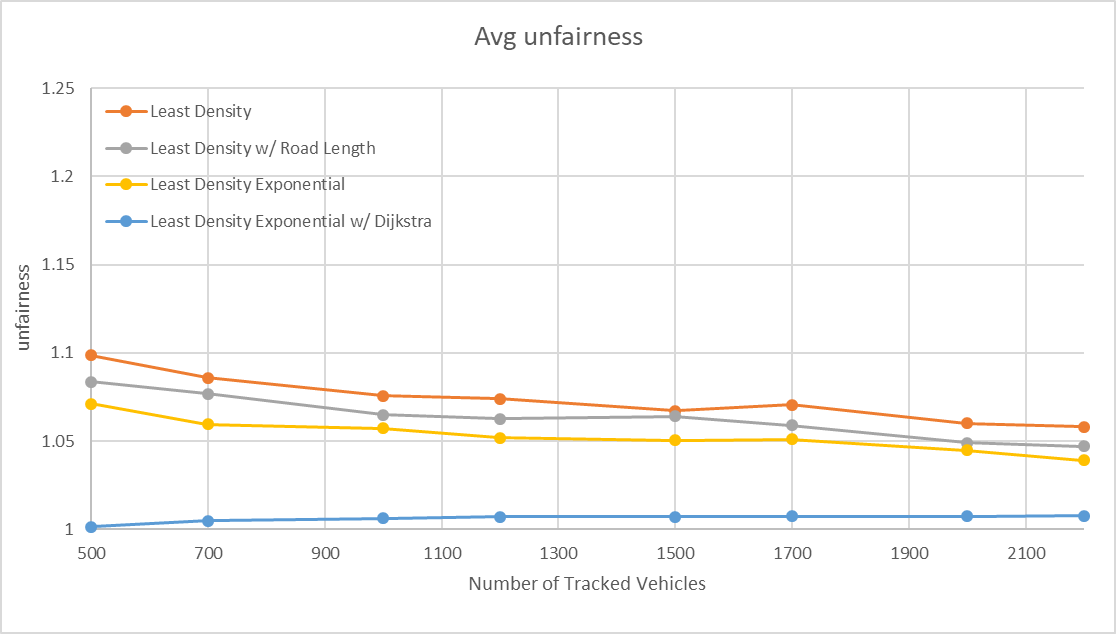 Avg unfairness
1.25
1.2
1.15
1.1
1.05
1
unfairness
Least Density
Least Density w/ Road Length
Least Density Exponential
Least Density Exponential w/ Dijkstra
500 700 900 1100 1300 1500 1700 1900 2100
Number of Tracked Vehicles